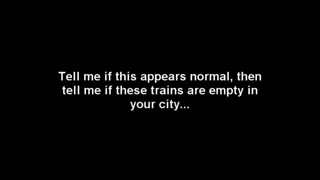 Tell me if this appears normal, then
tell me if these trains are empty in
your city...